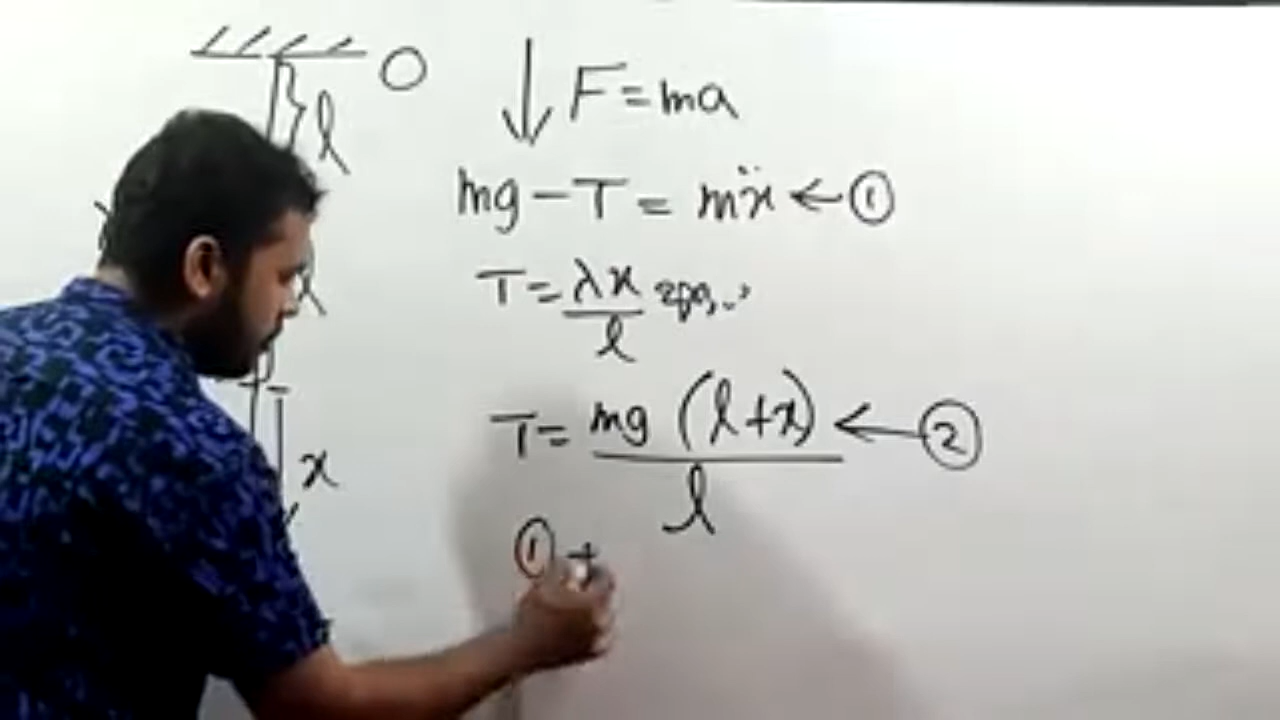 O
l
F=ma
mg-T=mẍ ← ①
T=λx/l
x
T=mg(l+x)/l ← ②
x
① +